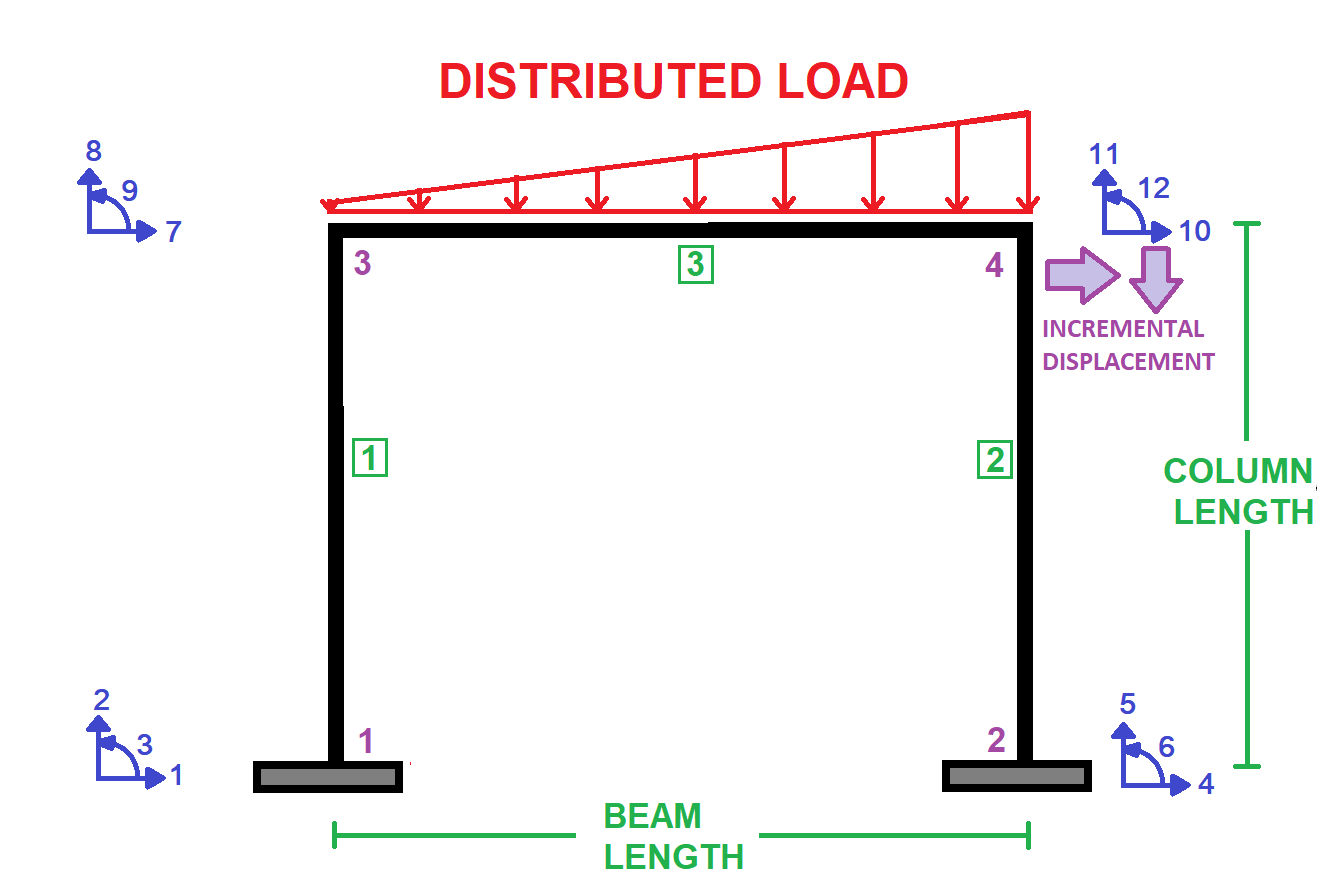 DISTRIBUTED LOAD
8
9
7
11
12
10
3
3
4
INCREMENTAL
DISPLACEMENT
1
2
COLUMN
LENGTH
2
3
1
1
2
5
6
4
BEAM
LENGTH